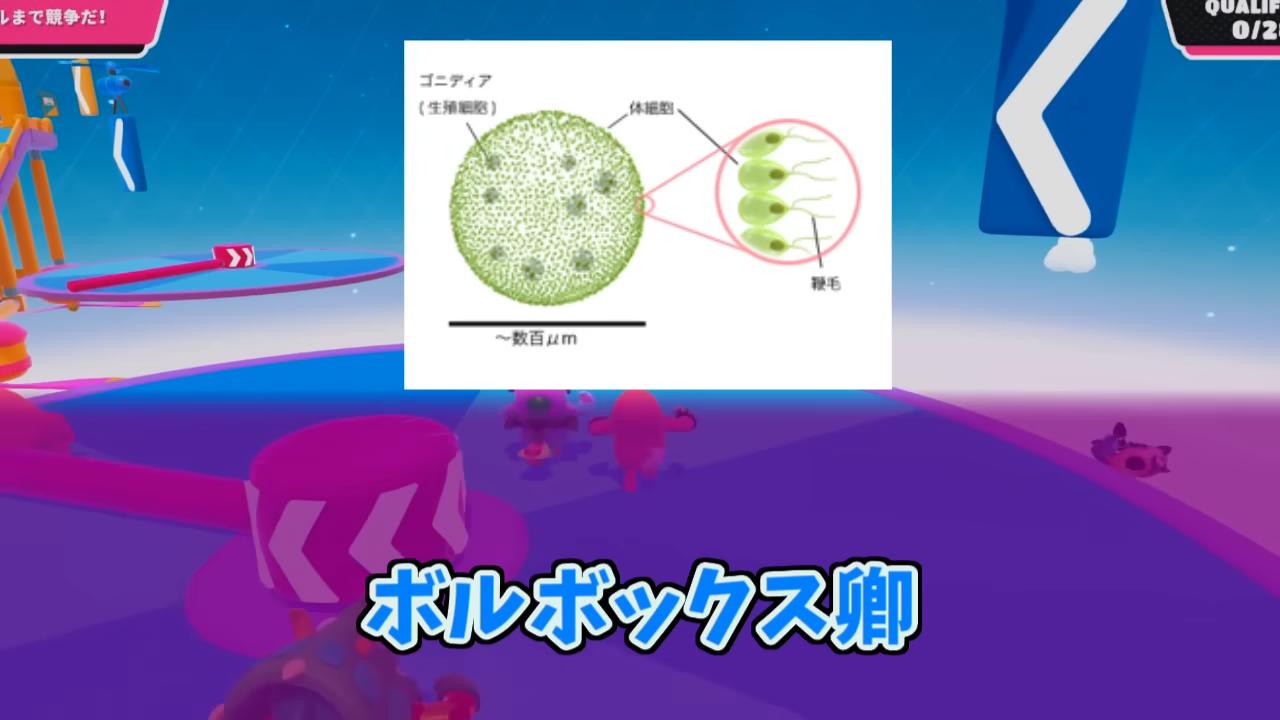 ルまで競争だ!
QUALIF
0/2
ゴニディア
(生殖細胞)
体細胞
鞭毛
〜数百μm
ボルボックス卿